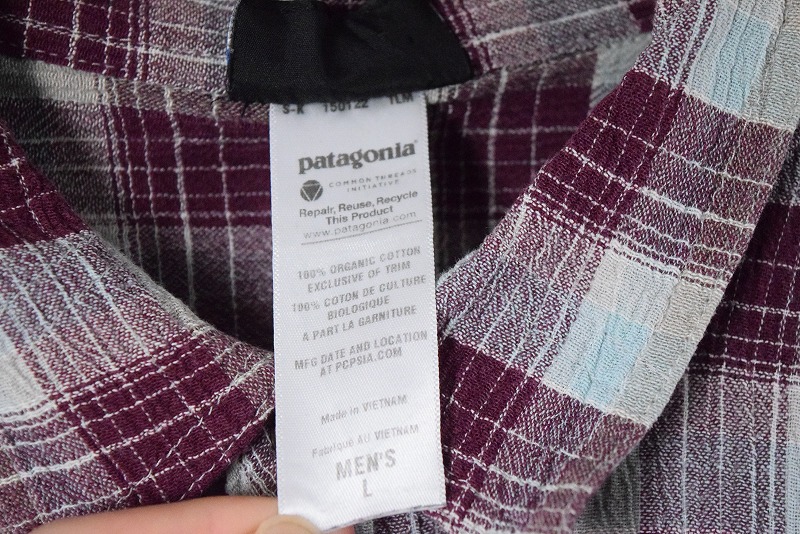 S-R 150122 TLM
patagonia
COMMON THREADS
INITIATIVE
Repair, Reuse, Recycle
This Product
www.patagonia.com
100% ORGANIC COTTON
EXCLUSIVE OF TRIM
100% COTON DE CULTURE
BIOLOGIQUE
A PART LA GARNITURE
MFG DATE AND LOCATION
AT PCPSIA.COM
Made in VIETNAM
Fabriqué AU VIETNAM
MEN'S
L